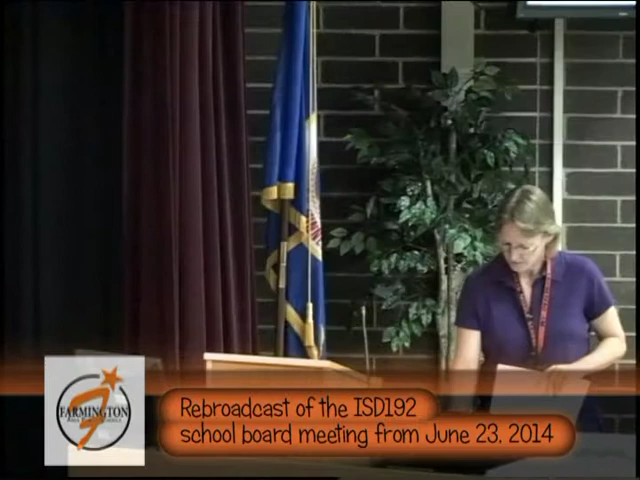 FARMINGTON
Rebroadcast of the ISD192
school board meeting from June 23, 2014